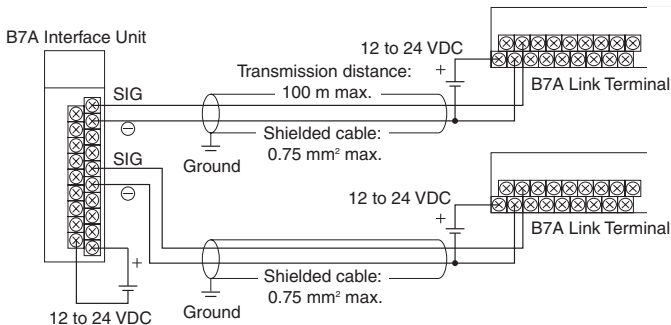 B7A Interface Unit
12 to 24 VDC
+
Transmission distance:
100 m max.
B7A Link Terminal
SIG
⊖
Shielded cable:
0.75 mm² max.
Ground
SIG
⊖
12 to 24 VDC
+
B7A Link Terminal
+
Shielded cable:
0.75 mm² max.
Ground
12 to 24 VDC